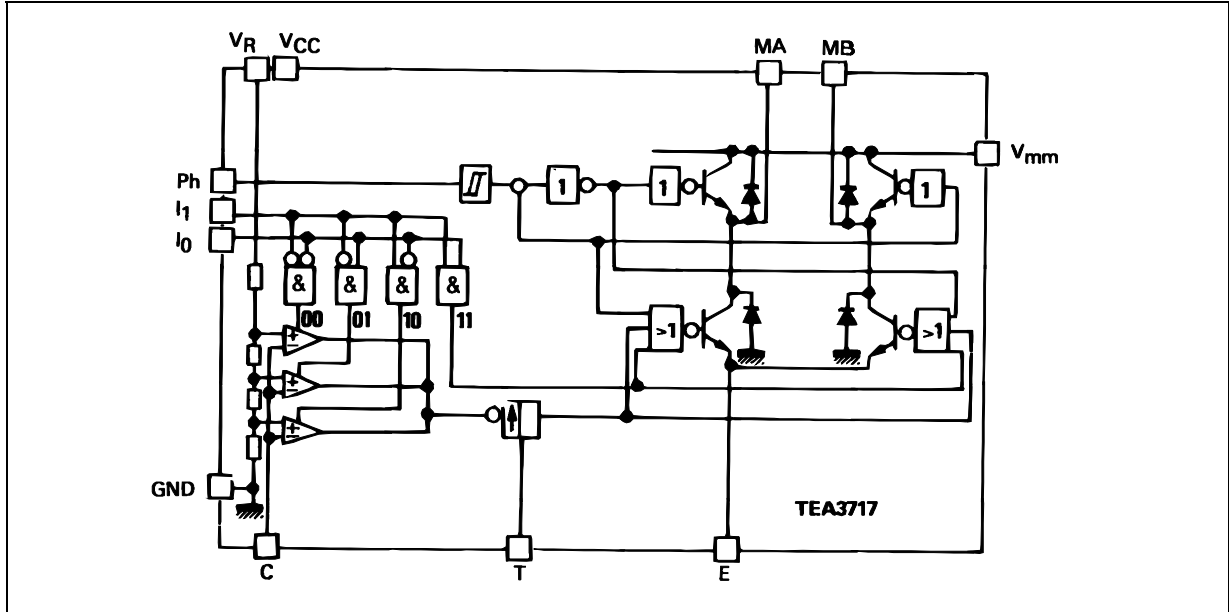 VR VCC MA MB
Vmm
Ph
I1
I0
1 1 1
& & & &
00 01 10 11
>1 >1
+
−
+
−
+
−
GND
TEA3717
C T E